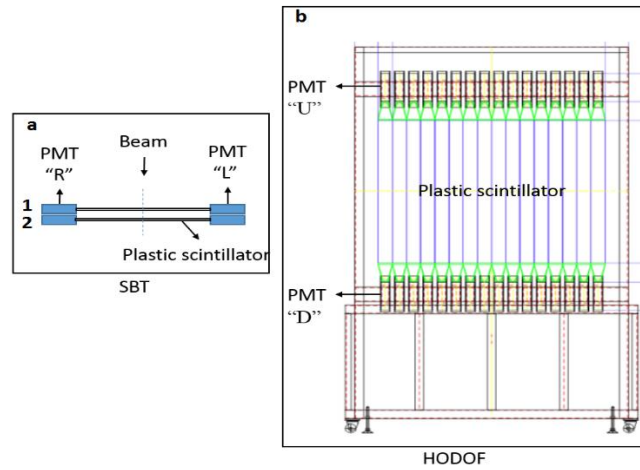 a
Beam
PMT
“R”
PMT
“L”
1
2
Plastic scintillator
SBT
b
PMT
“U”
Plastic scintillator
PMT
“D”
HODOF